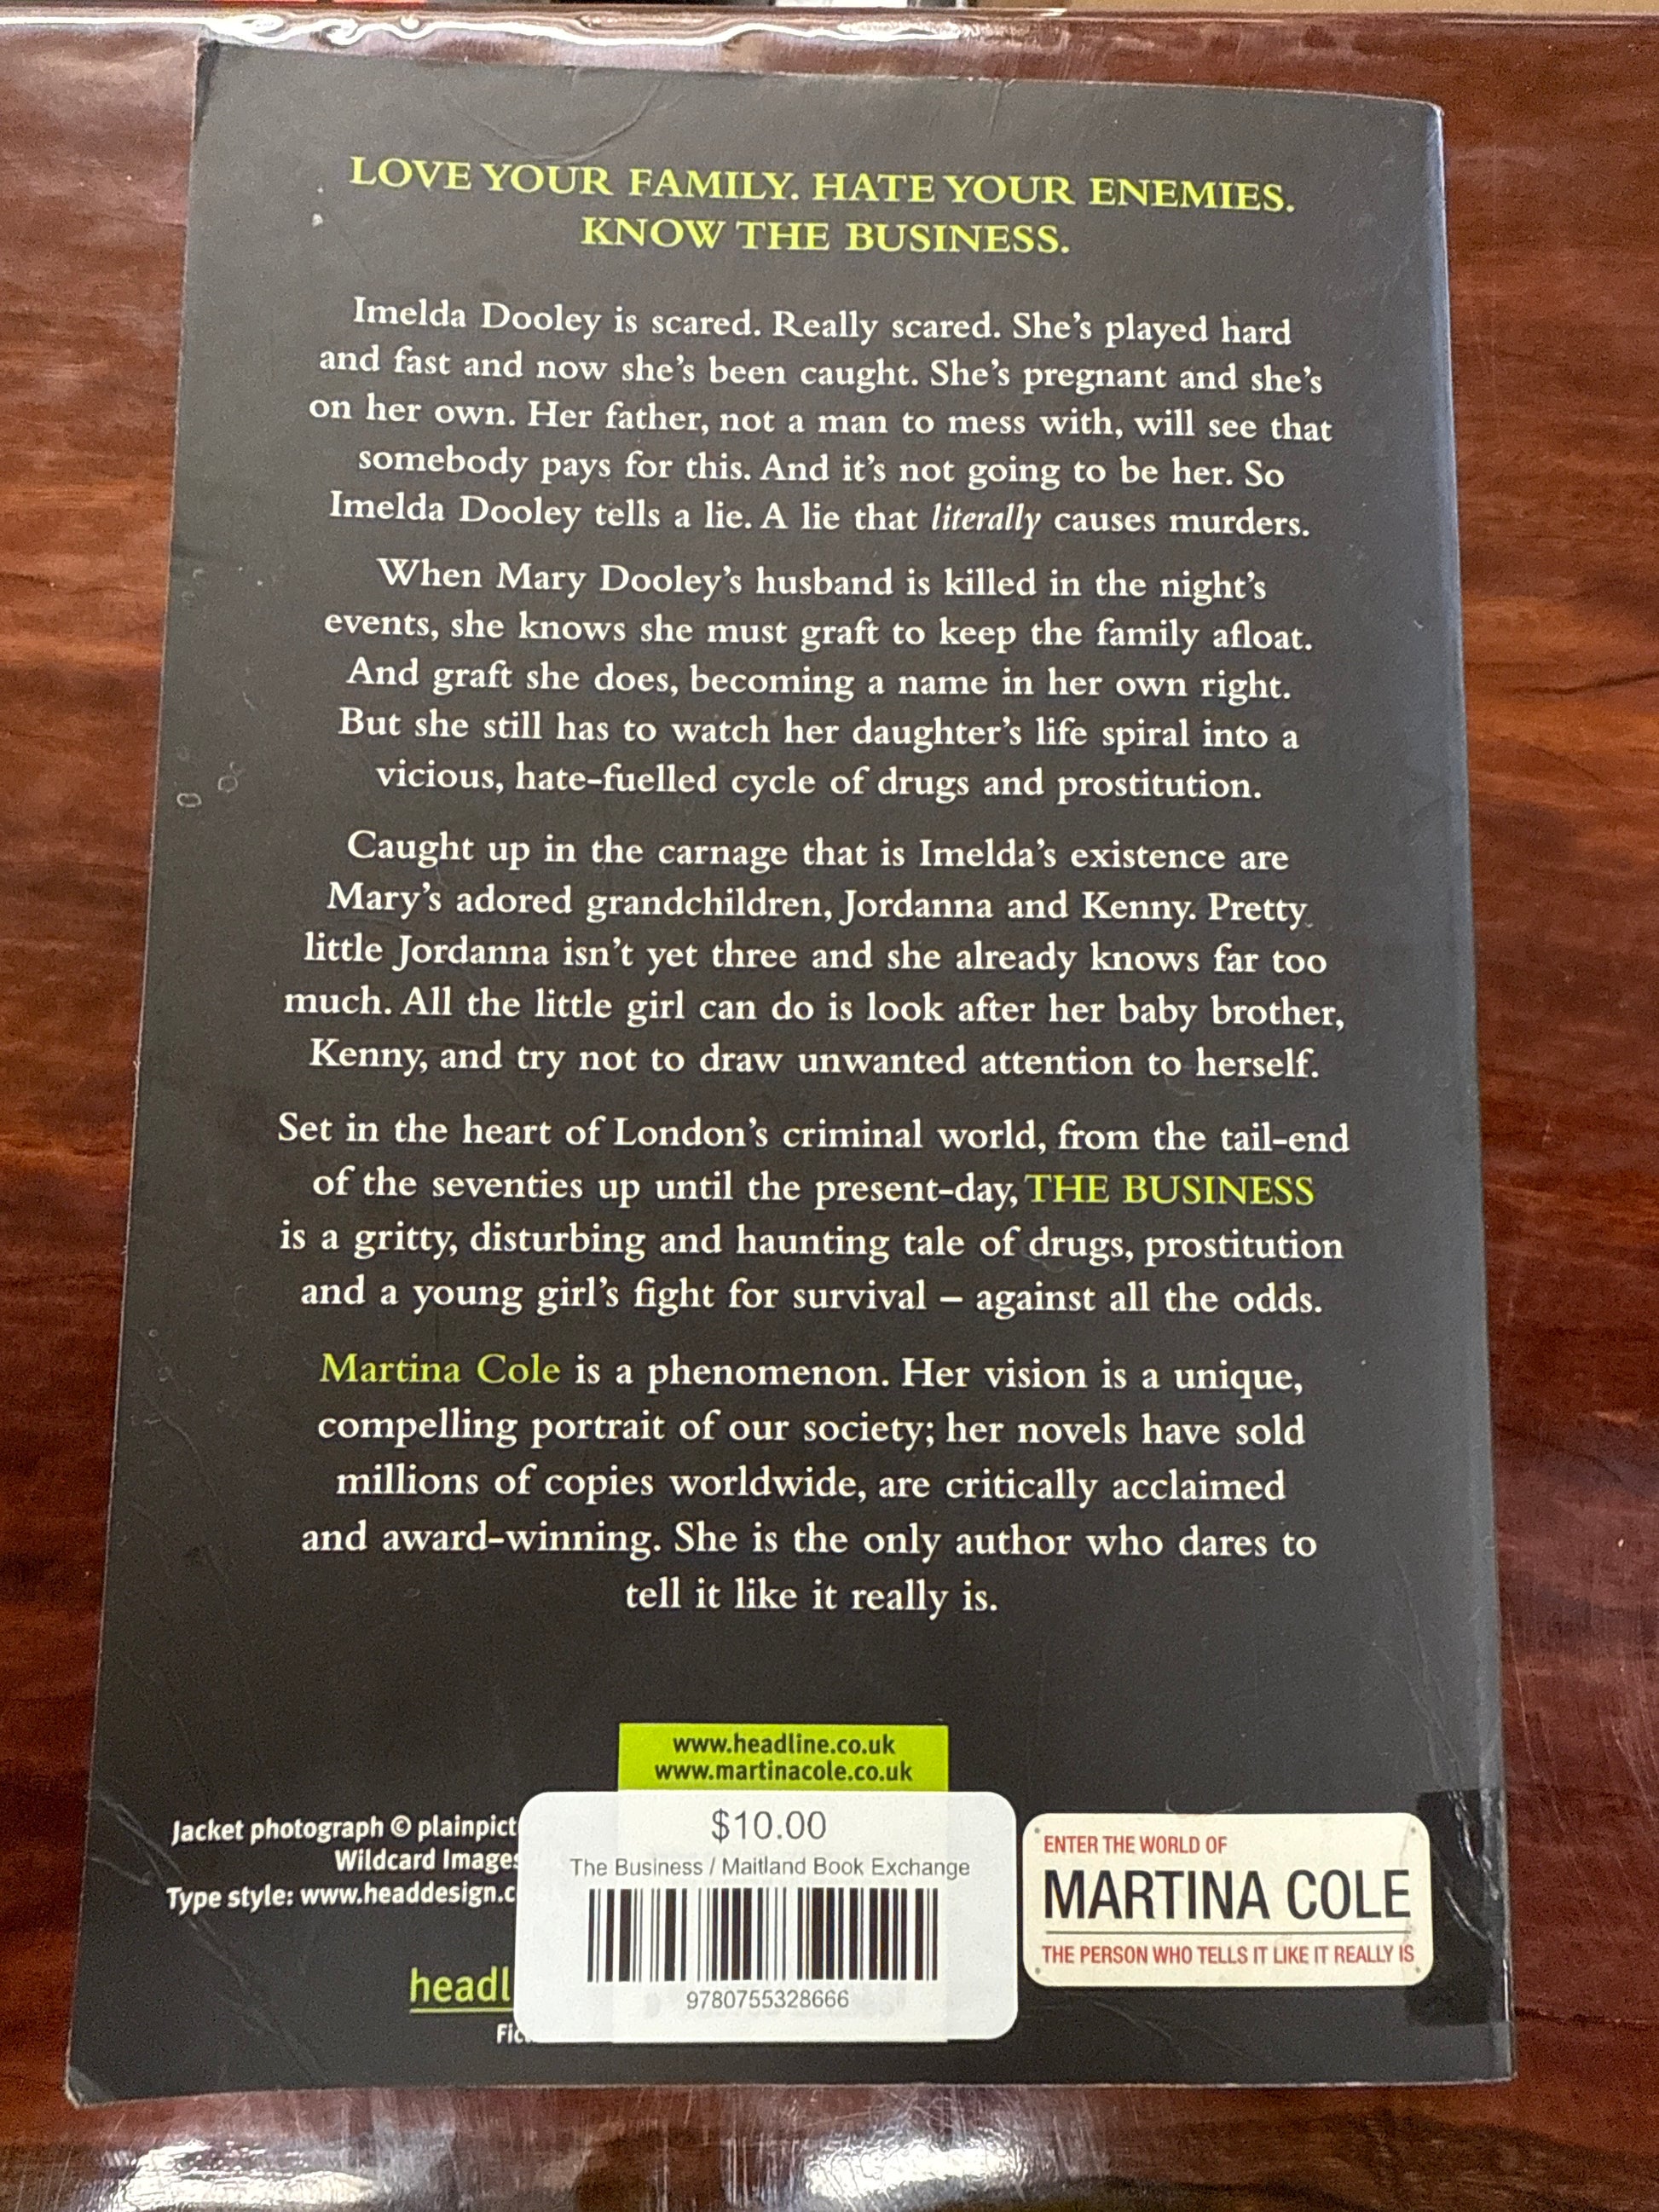 LOVE YOUR FAMILY. HATE YOUR ENEMIES.
KNOW THE BUSINESS.
Imelda Dooley is scared. Really scared. She's played hard
and fast and now she's been caught. She's pregnant and she's
on her own. Her father, not a man to mess with, will see that
somebody pays for this. And it's not going to be her. So
Imelda Dooley tells a lie. A lie that literally causes murders.
When Mary Dooley's husband is killed in the night's
events, she knows she must graft to keep the family afloat.
And graft she does, becoming a name in her own right.
But she still has to watch her daughter's life spiral into a
vicious, hate-fuelled cycle of drugs and prostitution.
Caught up in the carnage that is Imelda's existence are
Mary's adored grandchildren, Jordanna and Kenny. Pretty
little Jordanna isn't yet three and she already knows far too
much. All the little girl can do is look after her baby brother,
Kenny, and try not to draw unwanted attention to herself.
Set in the heart of London's criminal world, from the tail-end
of the seventies up until the present-day, THE BUSINESS
is a gritty, disturbing and haunting tale of drugs, prostitution
and a young girl's fight for survival – against all the odds.
Martina Cole is a phenomenon. Her vision is a unique,
compelling portrait of our society; her novels have sold
millions of copies worldwide, are critically acclaimed
and award-winning. She is the only author who dares to
tell it like it really is.
www.headline.co.uk
www.martinacole.co.uk
Jacket photograph © plainpict
Wildcard Images
Type style: www.headdesign.c
headl
Fic
$10.00
The Business / Maitland Book Exchange
9780755328666
ENTER THE WORLD OF
MARTINA COLE
THE PERSON WHO TELLS IT LIKE IT REALLY IS